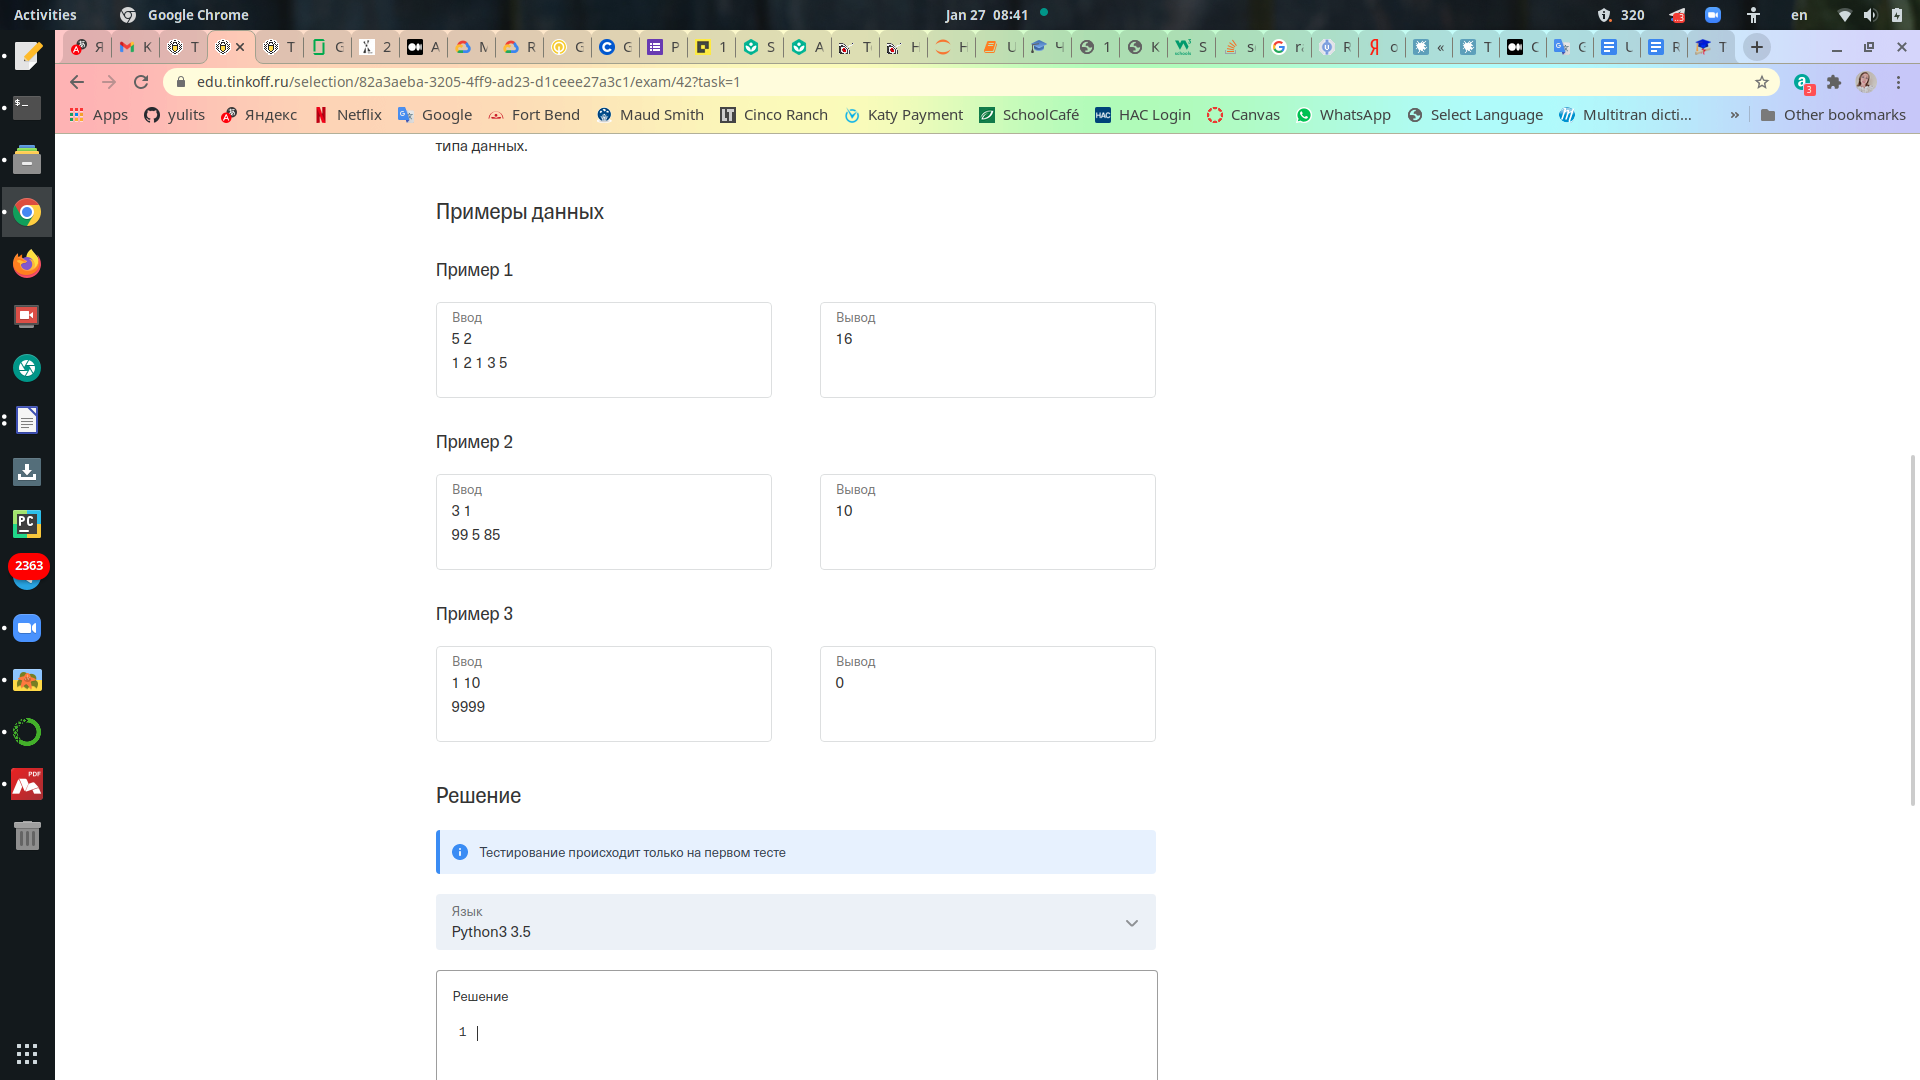 Activities Google Chrome Jan 27 08:41 320 en
Я K T T G 2 A M R G C G P 1 S A T H H U Ч 1 K S s r R о « T C G U R T
edu.tinkoff.ru/selection/82a3aeba-3205-4ff9-ad23-d1ceee27a3c1/exam/42?task=1
3
Apps yulits Яндекс Netflix Google Fort Bend Maud Smith Cinco Ranch Katy Payment SchoolCafé HAC Login Canvas WhatsApp Select Language Multitran dicti... » Other bookmarks
типа данных.
Примеры данных
Пример 1
Ввод
5 2
1 2 1 3 5
Вывод
16
Пример 2
Ввод
3 1
99 5 85
Вывод
10
Пример 3
Ввод
1 10
9999
Вывод
0
Решение
Тестирование происходит только на первом тесте
Язык
Python3 3.5
Решение
1
PC
2363
PDF